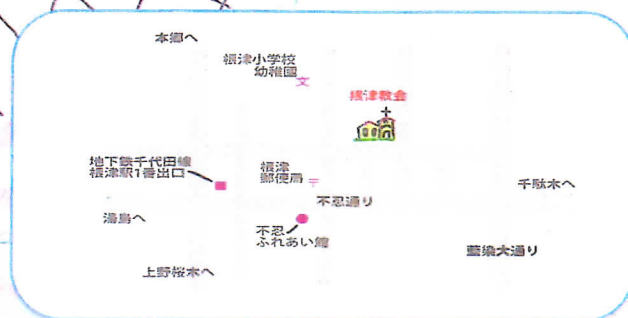 本郷へ
根津小学校
幼稚園
文
根津教会
地下鉄千代田線
根津駅1番出口
根津
郵便局
〒
千駄木へ
不忍通り
湯島へ
不忍
ふれあい館
藍染大通り
上野桜木へ